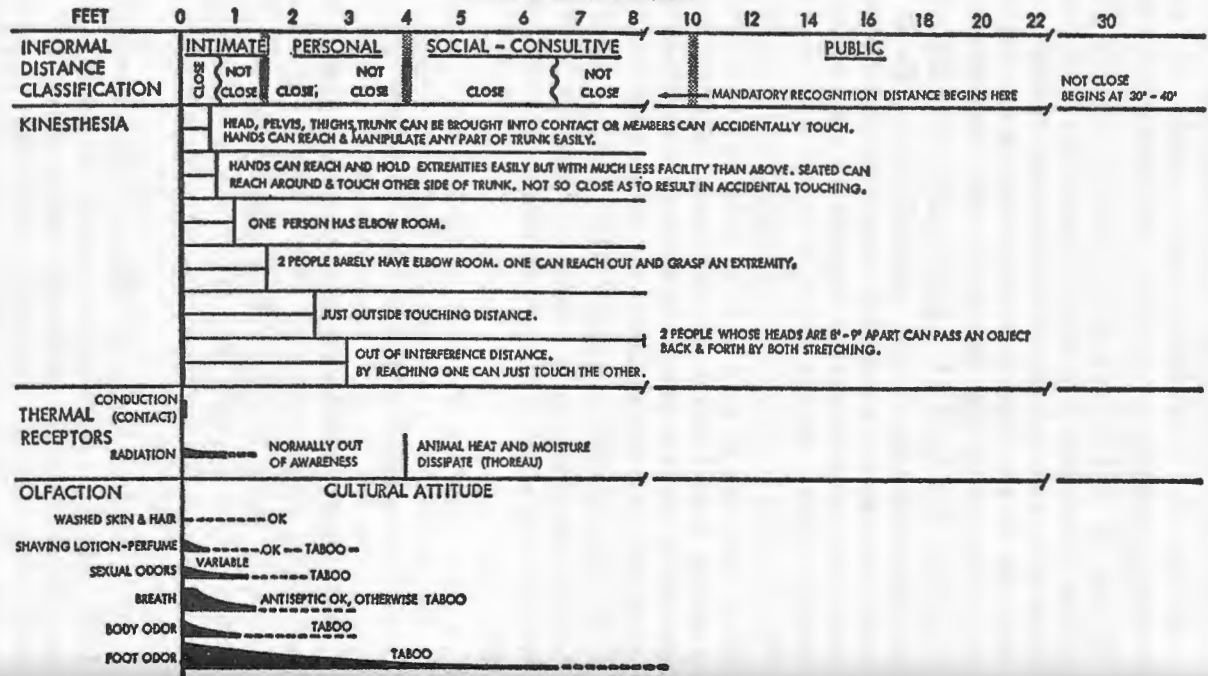 FEET 0 1 2 3 4 5 6 7 8 10 12 14 16 18 20 22 30
INFORMAL DISTANCE CLASSIFICATION
INTIMATE PERSONAL SOCIAL - CONSULTIVE PUBLIC
CLOSE
NOT CLOSE
CLOSE,
NOT CLOSE
CLOSE
NOT CLOSE
MANDATORY RECOGNITION DISTANCE BEGINS HERE
NOT CLOSE
BEGINS AT 30' - 40'
KINESTHESIA
HEAD, PELVIS, THIGHS, TRUNK CAN BE BROUGHT INTO CONTACT OR MEMBERS CAN ACCIDENTALLY TOUCH.
HANDS CAN REACH & MANIPULATE ANY PART OF TRUNK EASILY.
HANDS CAN REACH AND HOLD EXTREMITIES EASILY BUT WITH MUCH LESS FACILITY THAN ABOVE. SEATED CAN
REACH AROUND & TOUCH OTHER SIDE OF TRUNK. NOT SO CLOSE AS TO RESULT IN ACCIDENTAL TOUCHING.
ONE PERSON HAS ELBOW ROOM.
2 PEOPLE BARELY HAVE ELBOW ROOM. ONE CAN REACH OUT AND GRASP AN EXTREMITY.
JUST OUTSIDE TOUCHING DISTANCE.
2 PEOPLE WHOSE HEADS ARE 8'-9' APART CAN PASS AN OBJECT
BACK & FORTH BY BOTH STRETCHING.
OUT OF INTERFERENCE DISTANCE.
BY REACHING ONE CAN JUST TOUCH THE OTHER.
THERMAL RECEPTORS
CONDUCTION
(CONTACT)
RADIATION
NORMALLY OUT
OF AWARENESS
ANIMAL HEAT AND MOISTURE
DISSIPATE (THOREAU)
OLFACTION CULTURAL ATTITUDE
WASHED SKIN & HAIR OK
SHAVING LOTION-PERFUME OK TABOO
SEXUAL ODORS VARIABLE TABOO
BREATH ANTISEPTIC OK, OTHERWISE TABOO
BODY ODOR TABOO
FOOT ODOR TABOO